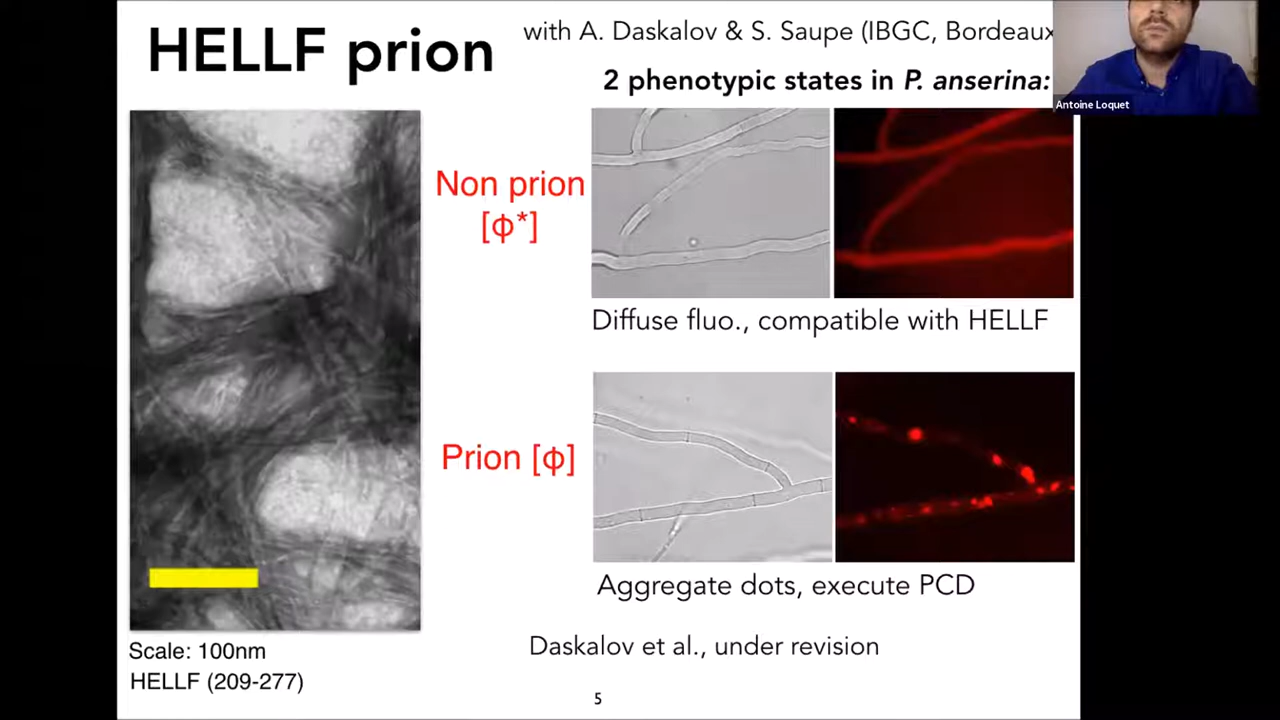 HELLF prion
with A. Daskalov & S. Saupe (IBGC, Bordeaux
2 phenotypic states in P. anserina:
Antoine Loquet
Non prion
[ϕ*]
Diffuse fluo., compatible with HELLF
Prion [ϕ]
Aggregate dots, execute PCD
Scale: 100nm
HELLF (209-277)
Daskalov et al., under revision
5